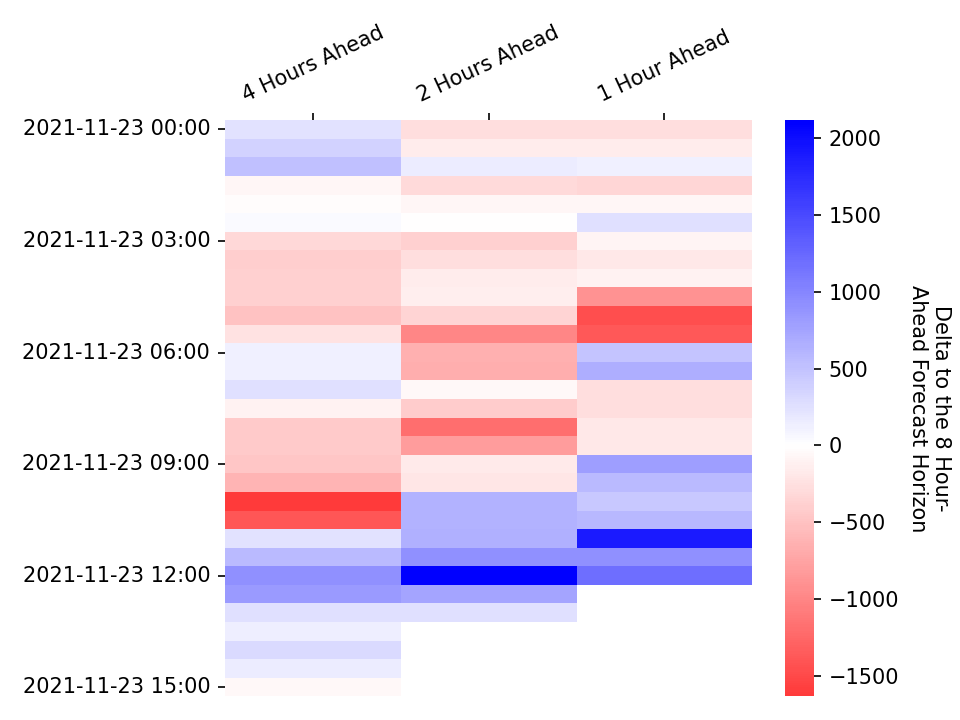 4 Hours Ahead
2 Hours Ahead
1 Hour Ahead
2021-11-23 00:00
2021-11-23 03:00
2021-11-23 06:00
2021-11-23 09:00
2021-11-23 12:00
2021-11-23 15:00
2000
1500
1000
500
0
−500
−1000
−1500
Delta to the 8 Hour-
Ahead Forecast Horizon